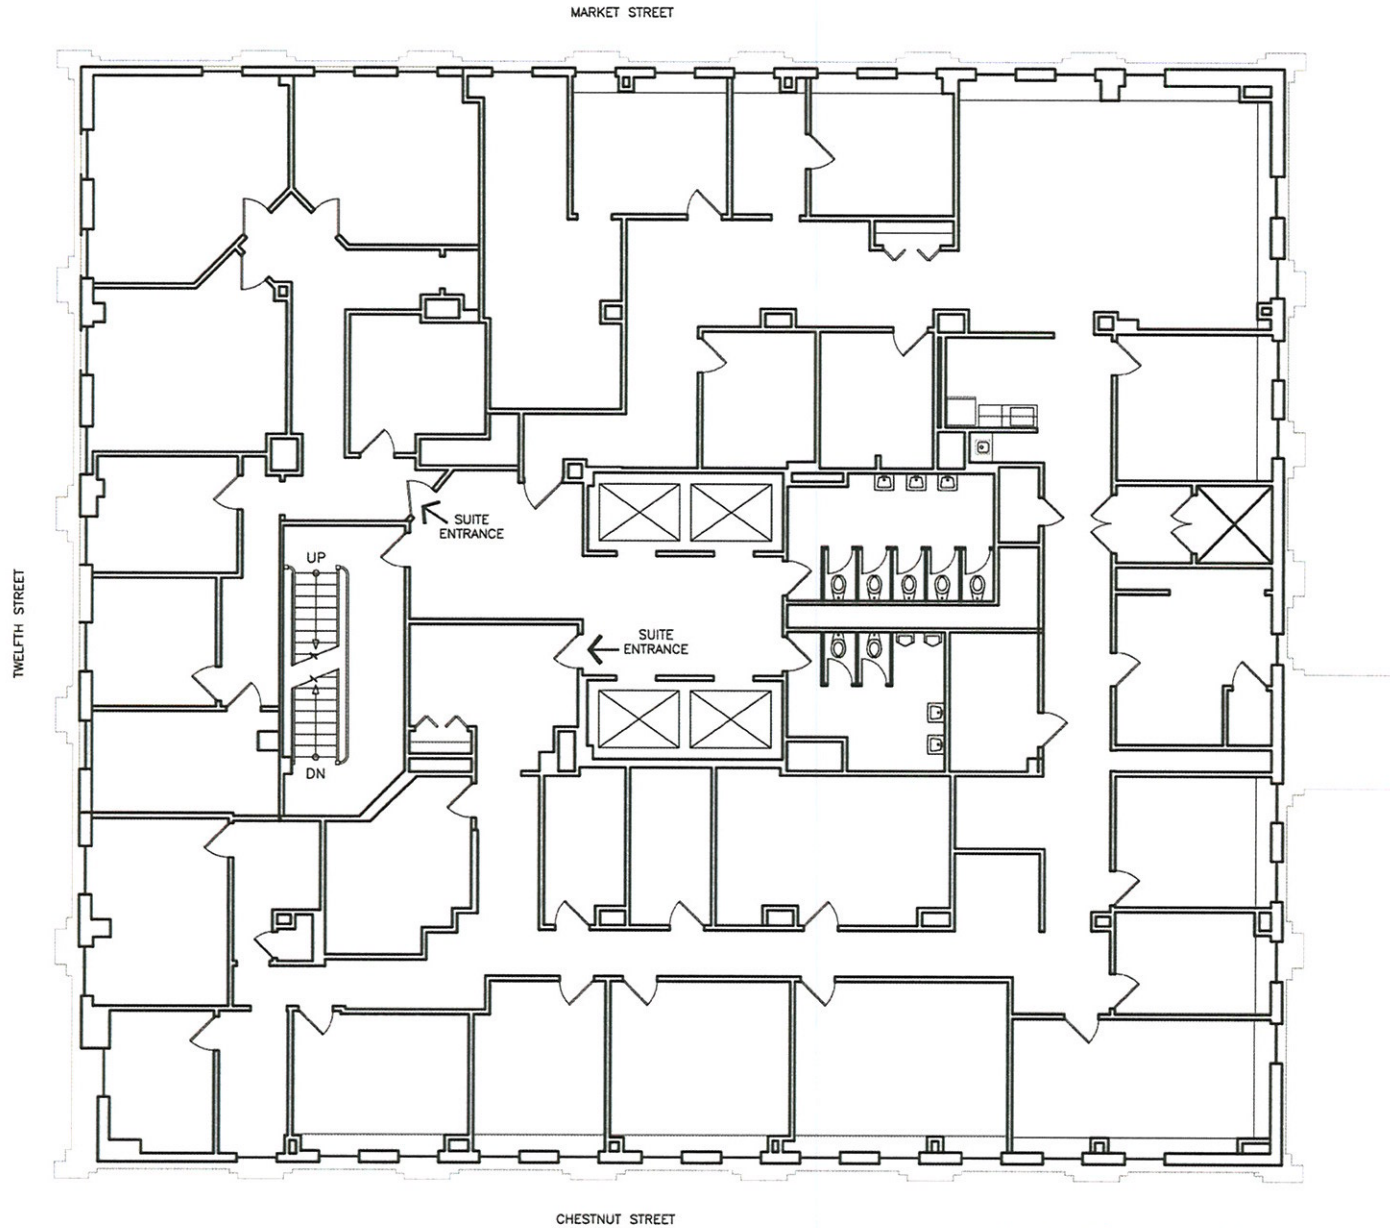 MARKET STREET
SUITE
ENTRANCE
UP
TWELFTH STREET
SUITE
ENTRANCE
DN
CHESTNUT STREET